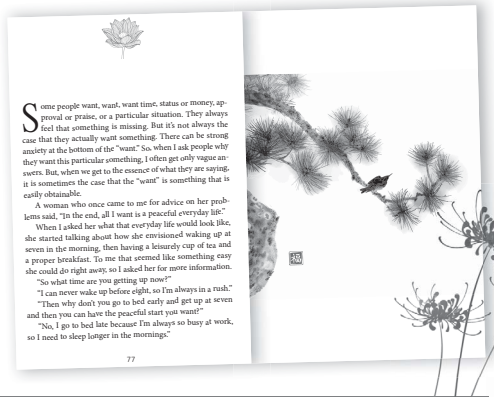 Some people want, want, want time, status or money, ap-
proval or praise, or a particular situation. They always
feel that something is missing. But it's not always the
case that they actually want something. There can be strong
anxiety at the bottom of the “want.” So, when I ask people why
they want this particular something, I often get only vague an-
swers. But, when we get to the essence of what they are saying,
it is sometimes the case that the “want” is something that is
easily obtainable.
A woman who once came to me for advice on her prob-
lems said, “In the end, all I want is a peaceful everyday life.”
When I asked her what that everyday life would look like,
she started talking about how she envisioned waking up at
seven in the morning, then having a leisurely cup of tea and
a proper breakfast. To me that seemed like something easy
she could do right away, so I asked her for more information.
“So what time are you getting up now?”
“I can never wake up before eight, so I'm always in a rush.”
“Then why don't you go to bed early and get up at seven
and then you can have the peaceful start you want?”
“No, I go to bed late because I'm always so busy at work,
so I need to sleep longer in the mornings.”
77
福